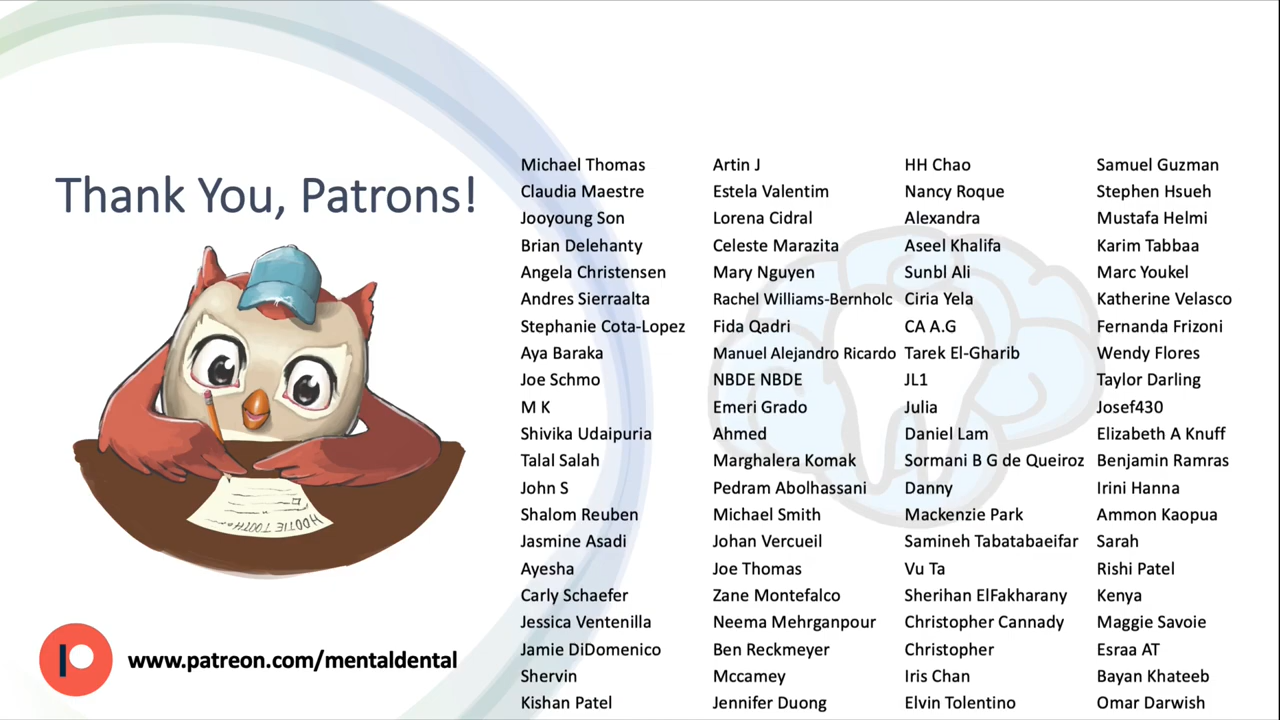 Thank You, Patrons!
HOOTIE TOOTH
www.patreon.com/mentaldental
Michael Thomas
Claudia Maestre
Jooyoung Son
Brian Delehanty
Angela Christensen
Andres Sierraalta
Stephanie Cota-Lopez
Aya Baraka
Joe Schmo
M K
Shivika Udaipuria
Talal Salah
John S
Shalom Reuben
Jasmine Asadi
Ayesha
Carly Schaefer
Jessica Ventenilla
Jamie DiDomenico
Shervin
Kishan Patel
Artin J
Estela Valentim
Lorena Cidral
Celeste Marazita
Mary Nguyen
Rachel Williams-Bernholc
Fida Qadri
Manuel Alejandro Ricardo
NBDE NBDE
Emeri Grado
Ahmed
Marghalera Komak
Pedram Abolhassani
Michael Smith
Johan Vercueil
Joe Thomas
Zane Montefalco
Neema Mehrganpour
Ben Reckmeyer
Mccamey
Jennifer Duong
HH Chao
Nancy Roque
Alexandra
Aseel Khalifa
Sunbl Ali
Ciria Yela
CA A.G
Tarek El-Gharib
JL1
Julia
Daniel Lam
Sormani B G de Queiroz
Danny
Mackenzie Park
Samineh Tabatabaeifar
Vu Ta
Sherihan ElFakharany
Christopher Cannady
Christopher
Iris Chan
Elvin Tolentino
Samuel Guzman
Stephen Hsueh
Mustafa Helmi
Karim Tabbaa
Marc Youkel
Katherine Velasco
Fernanda Frizoni
Wendy Flores
Taylor Darling
Josef430
Elizabeth A Knuff
Benjamin Ramras
Irini Hanna
Ammon Kaopua
Sarah
Rishi Patel
Kenya
Maggie Savoie
Esraa AT
Bayan Khateeb
Omar Darwish